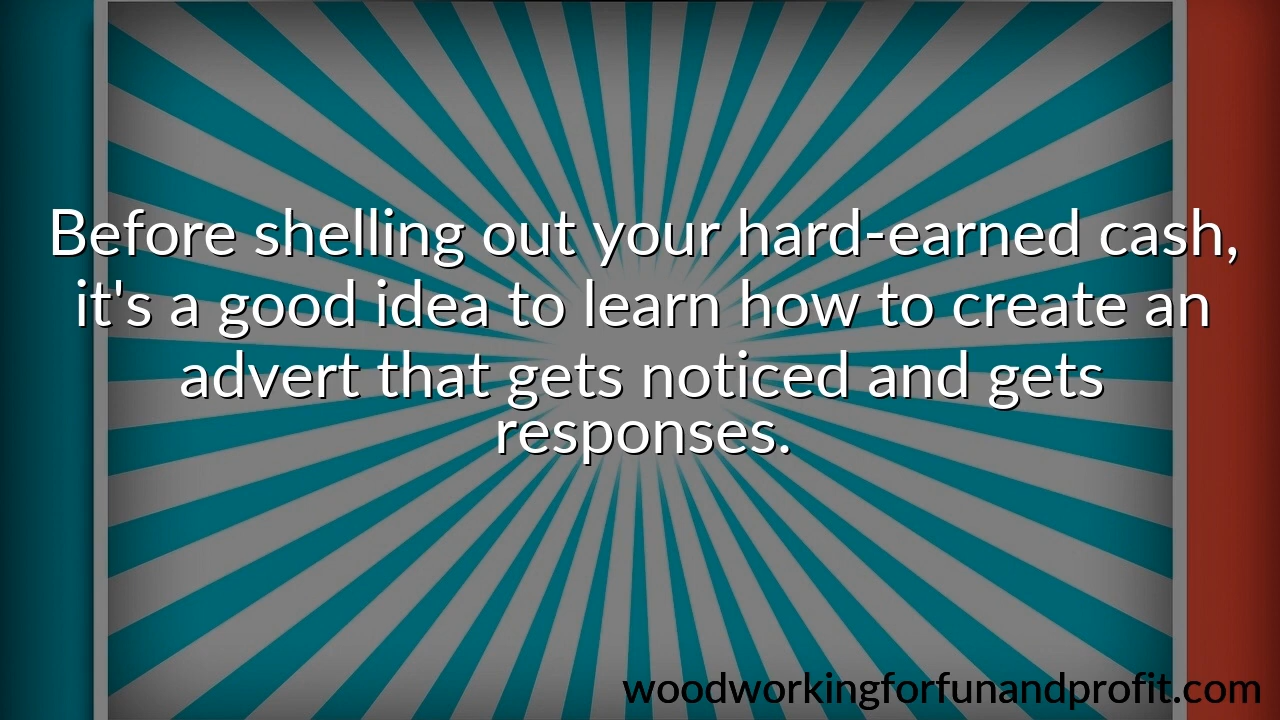 Before shelling out your hard-earned cash,
it's a good idea to learn how to create an
advert that gets noticed and gets
responses.
woodworkingforfunandprofit.com